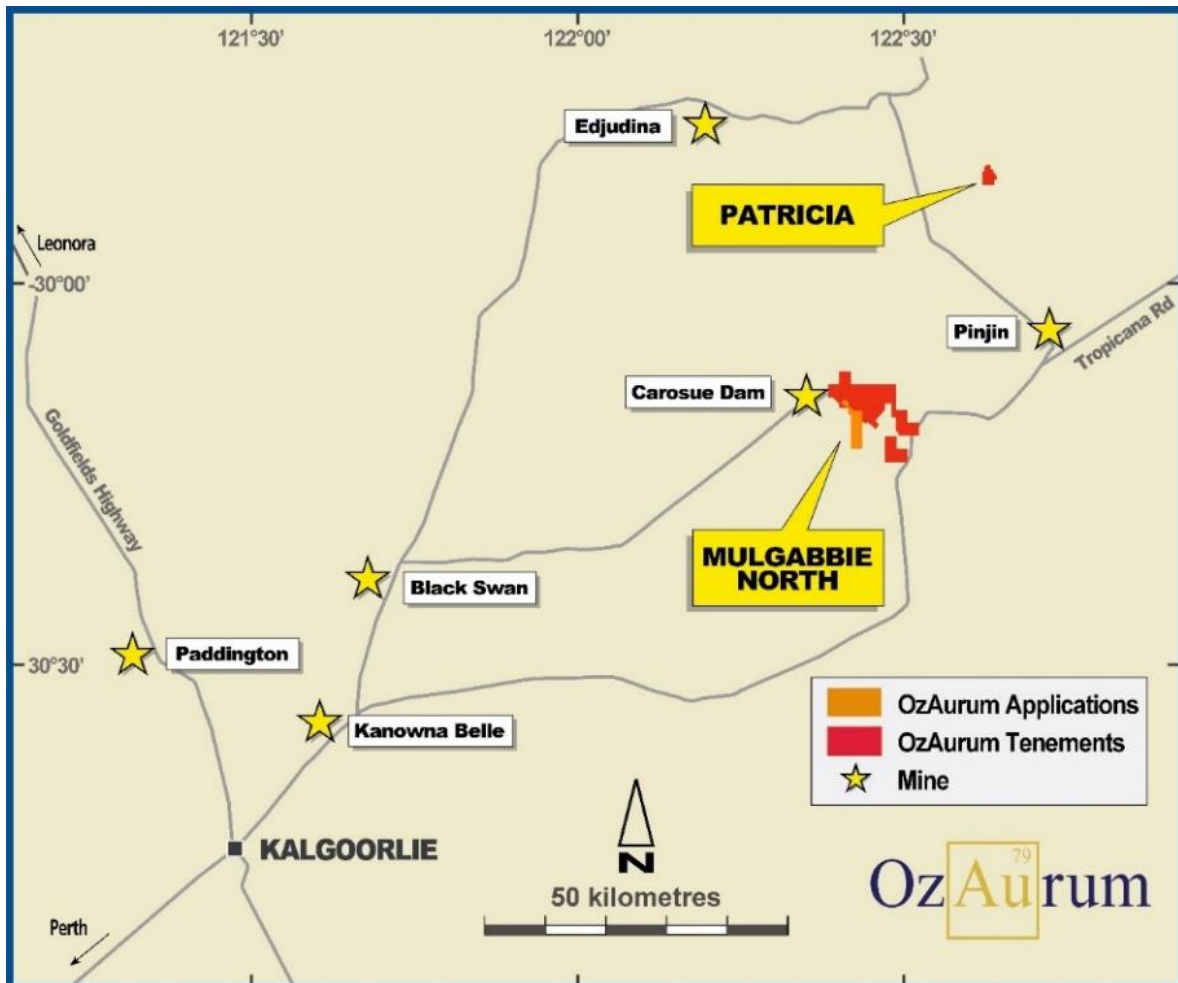 121°30’
122°00’
122°30’
Edjudina
PATRICIA
Leonora
-30°00’
Pinjin
Tropicana Rd
Carosue Dam
Goldfields Highway
MULGABBIE
NORTH
Black Swan
Paddington
-30°30’
Kanowna Belle
OzAurum Applications
OzAurum Tenements
Mine
KALGOORLIE
N
50 kilometres
79
OzAurum
Perth